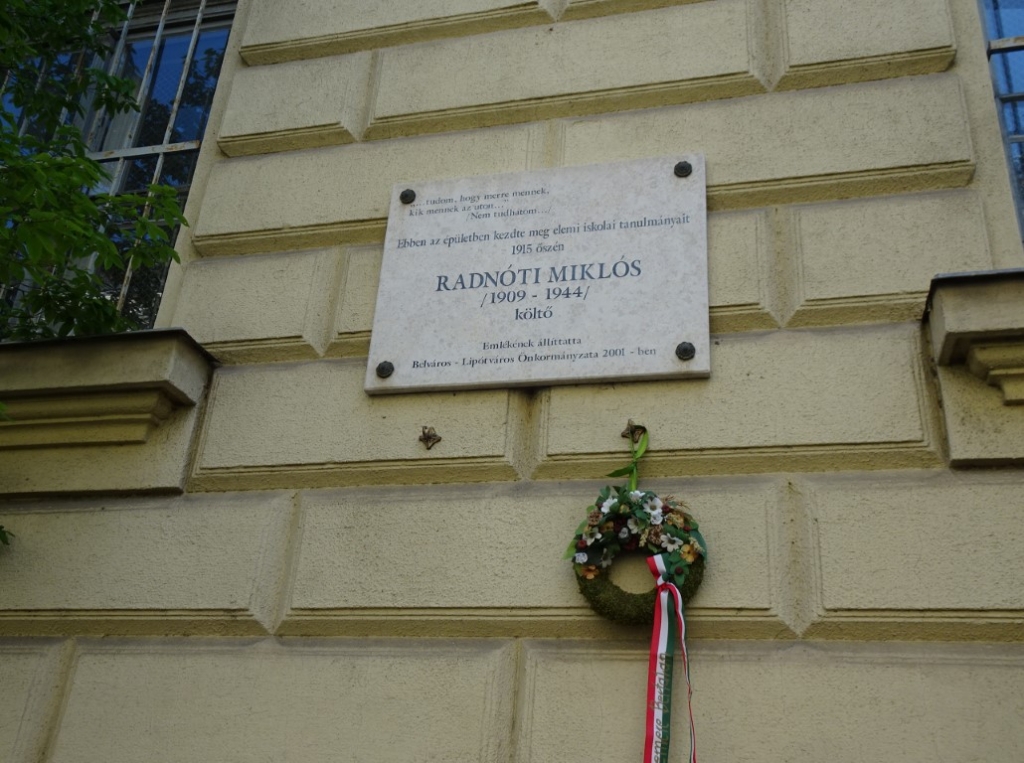 „...tudom, hogy merre mennek,
kik mennek az úton...”
Nem tudhatom...
Ebben az épületben kezdte meg elemi iskolai tanulmányait
1915 őszén
RADNÓTI MIKLÓS
/1909 - 1944/
költő
Emlékének állíttatta
Belváros - Lipótváros Önkormányzata 2001 - ben